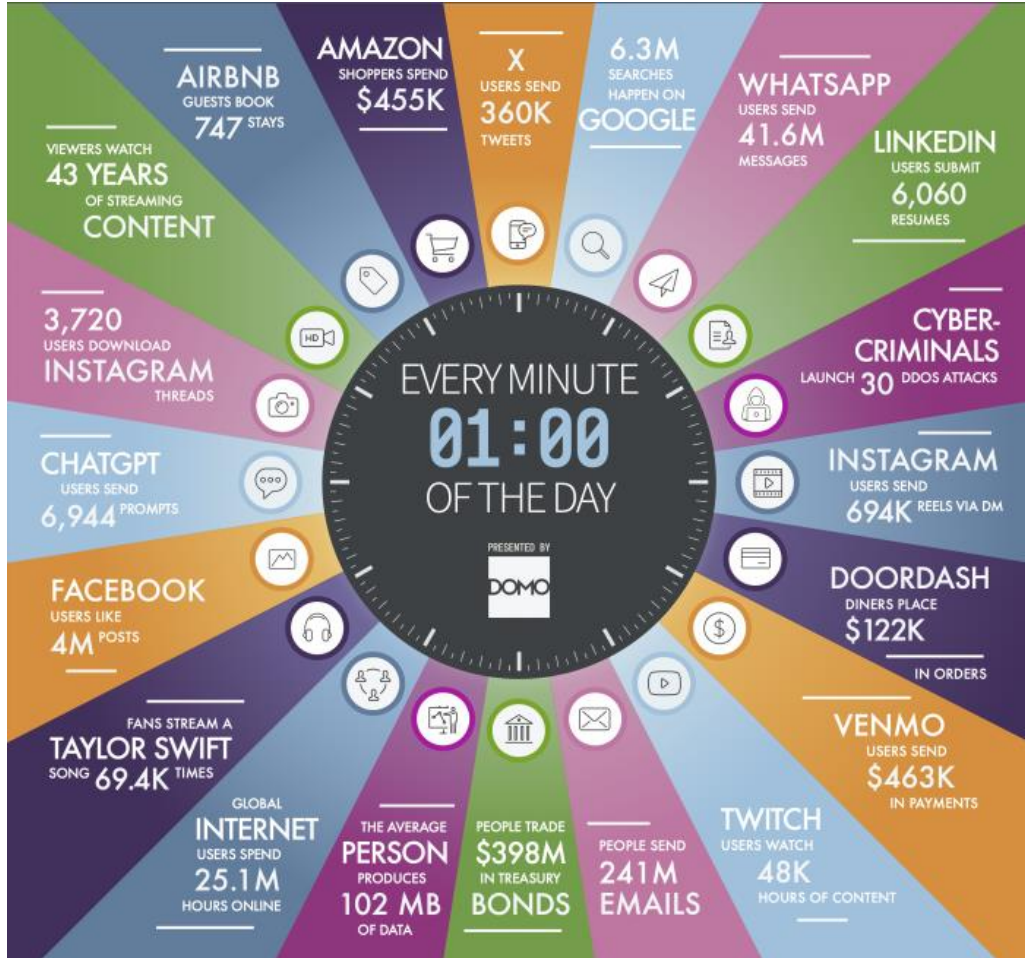 AIRBNB
GUESTS BOOK
747 STAYS
AMAZON
SHOPPERS SPEND
$455K
X
USERS SEND
360K
TWEETS
6.3M
SEARCHES
HAPPEN ON
GOOGLE
WHATSAPP
USERS SEND
41.6M
MESSAGES
LINKEDIN
USERS SUBMIT
6,060
RESUMES
CYBER-
CRIMINALS
LAUNCH 30 DDOS ATTACKS
INSTAGRAM
USERS SEND
694K REELS VIA DM
DOORDASH
DINERS PLACE
$122K
IN ORDERS
VENMO
USERS SEND
$463K
IN PAYMENTS
TWITCH
USERS WATCH
48K
HOURS OF CONTENT
PEOPLE SEND
241M
EMAILS
PEOPLE TRADE
$398M
IN TREASURY
BONDS
THE AVERAGE
PERSON
PRODUCES
102 MB
OF DATA
GLOBAL
INTERNET
USERS SPEND
25.1M
HOURS ONLINE
FANS STREAM A
TAYLOR SWIFT
SONG 69.4K TIMES
FACEBOOK
USERS LIKE
4M POSTS
CHATGPT
USERS SEND
6,944 PROMPTS
3,720
USERS DOWNLOAD
INSTAGRAM
THREADS
VIEWERS WATCH
43 YEARS
OF STREAMING
CONTENT
HD
EVERY MINUTE
01:00
OF THE DAY
PRESENTED BY
DOMO
$